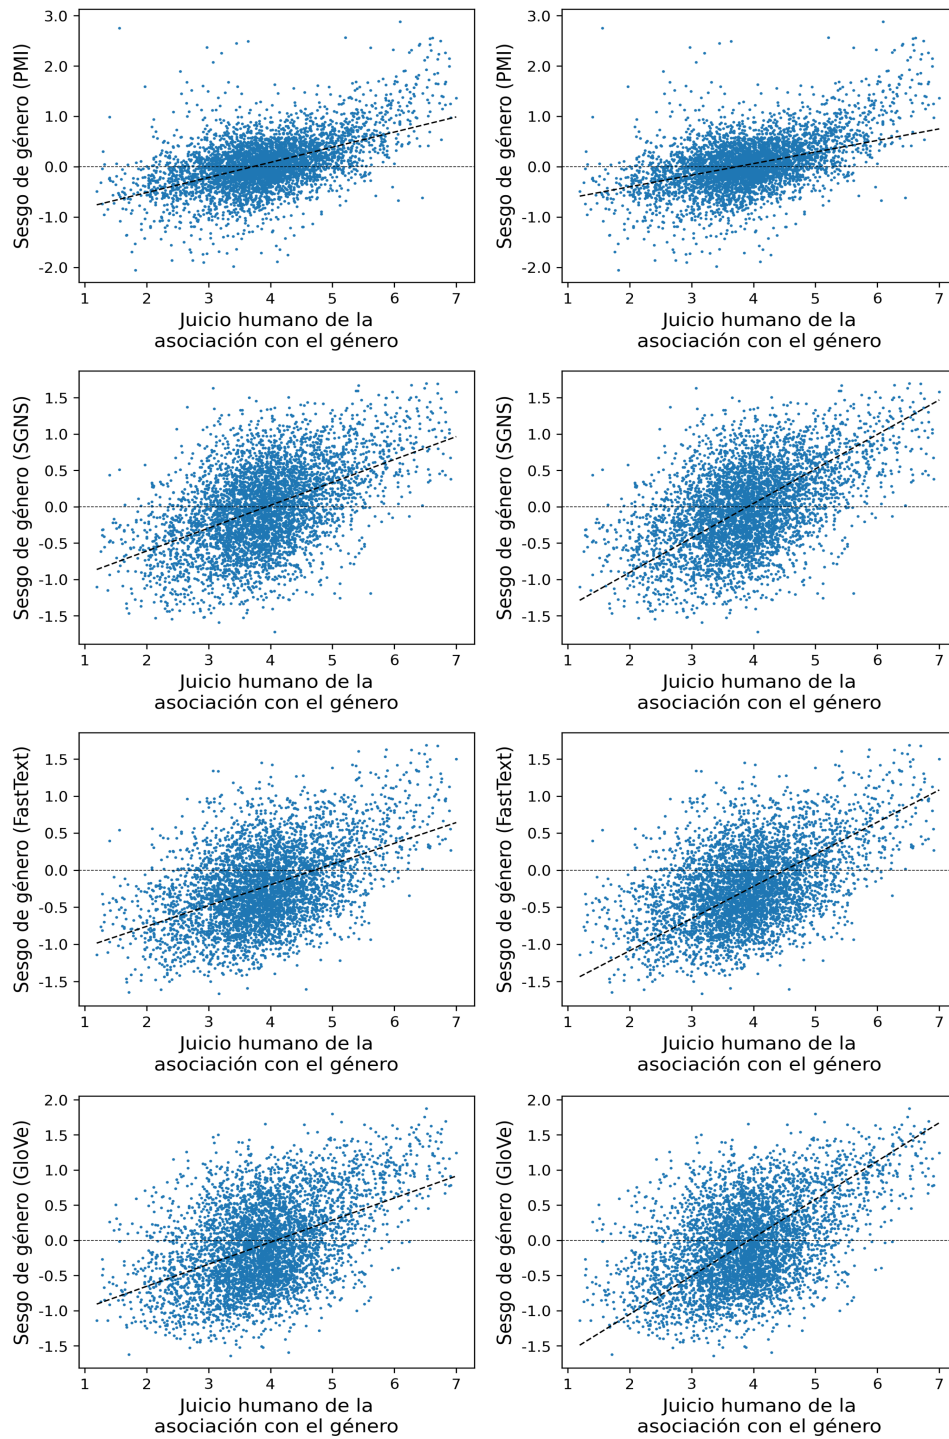 3.0
2.0
1.0
0.0
-1.0
-2.0
Sesgo de género (PMI)
1 2 3 4 5 6 7
Juicio humano de la
asociación con el género
3.0
2.0
1.0
0.0
-1.0
-2.0
Sesgo de género (PMI)
1 2 3 4 5 6 7
Juicio humano de la
asociación con el género
1.5
1.0
0.5
0.0
-0.5
-1.0
-1.5
Sesgo de género (SGNS)
1 2 3 4 5 6 7
Juicio humano de la
asociación con el género
1.5
1.0
0.5
0.0
-0.5
-1.0
-1.5
Sesgo de género (SGNS)
1 2 3 4 5 6 7
Juicio humano de la
asociación con el género
1.5
1.0
0.5
0.0
-0.5
-1.0
-1.5
Sesgo de género (FastText)
1 2 3 4 5 6 7
Juicio humano de la
asociación con el género
1.5
1.0
0.5
0.0
-0.5
-1.0
-1.5
Sesgo de género (FastText)
1 2 3 4 5 6 7
Juicio humano de la
asociación con el género
2.0
1.5
1.0
0.5
0.0
-0.5
-1.0
-1.5
Sesgo de género (GloVe)
1 2 3 4 5 6 7
Juicio humano de la
asociación con el género
2.0
1.5
1.0
0.5
0.0
-0.5
-1.0
-1.5
Sesgo de género (GloVe)
1 2 3 4 5 6 7
Juicio humano de la
asociación con el género